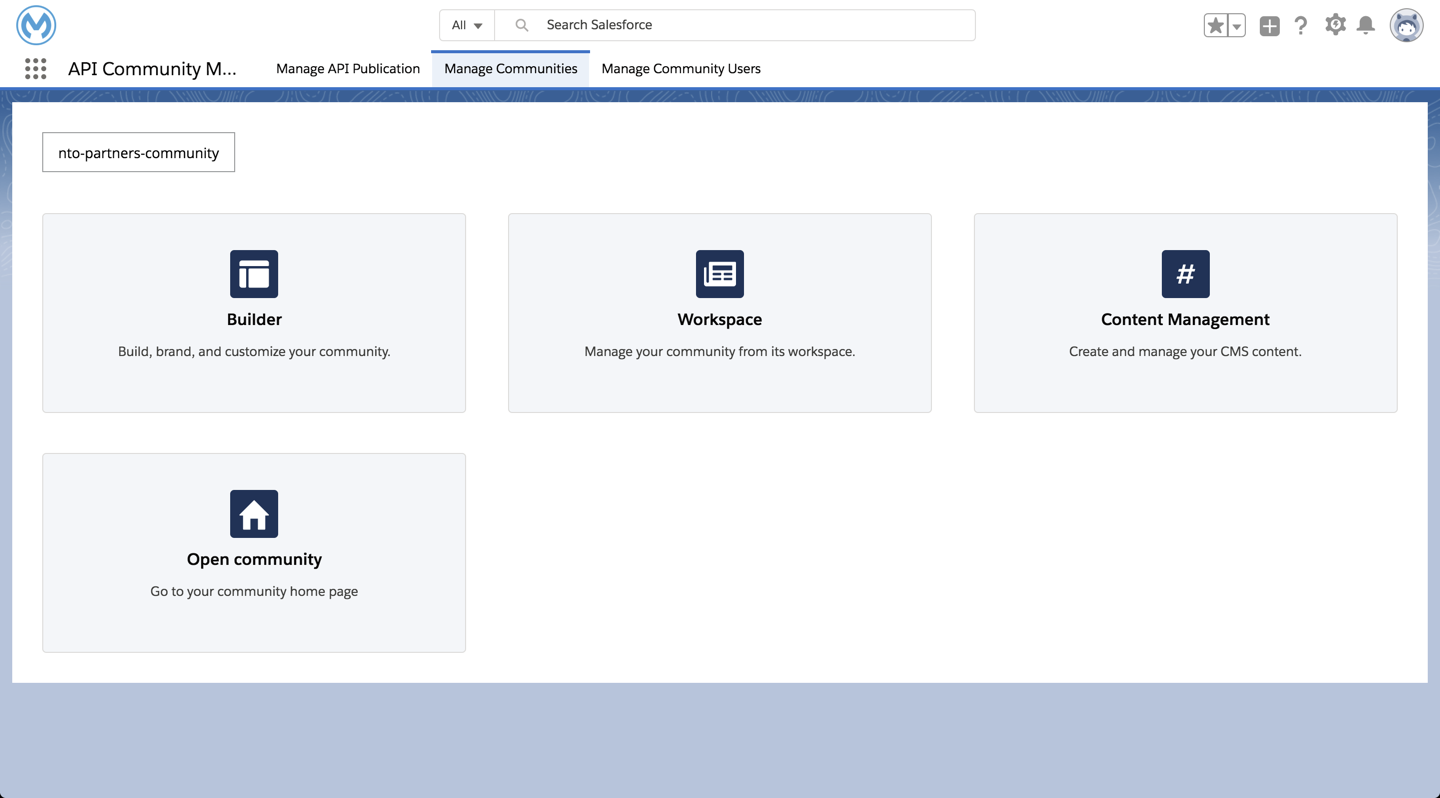 All
Search Salesforce
API Community M...
Manage API Publication
Manage Communities
Manage Community Users
nto-partners-community
Builder
Build, brand, and customize your community.
Workspace
Manage your community from its workspace.
#
Content Management
Create and manage your CMS content.
Open community
Go to your community home page